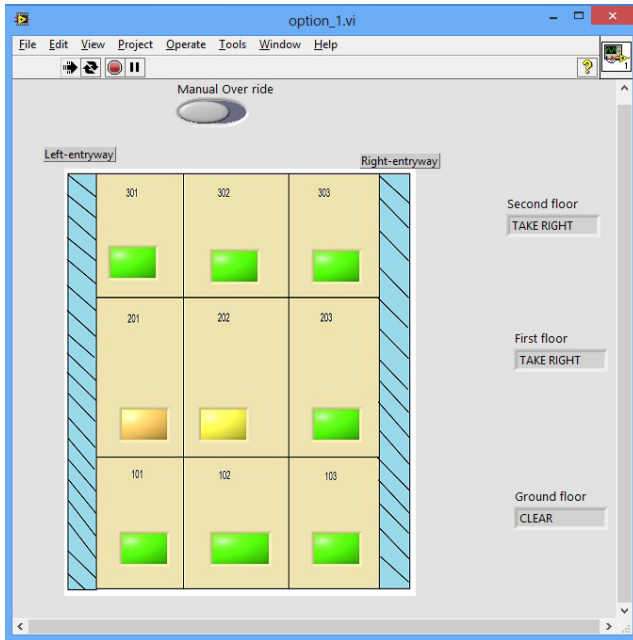 option_1.vi
File Edit View Project Operate Tools Window Help
1
Manual Over ride
Left-entryway
Right-entryway
301 302 303
Second floor
TAKE RIGHT
201 202 203
First floor
TAKE RIGHT
101 102 103
Ground floor
CLEAR